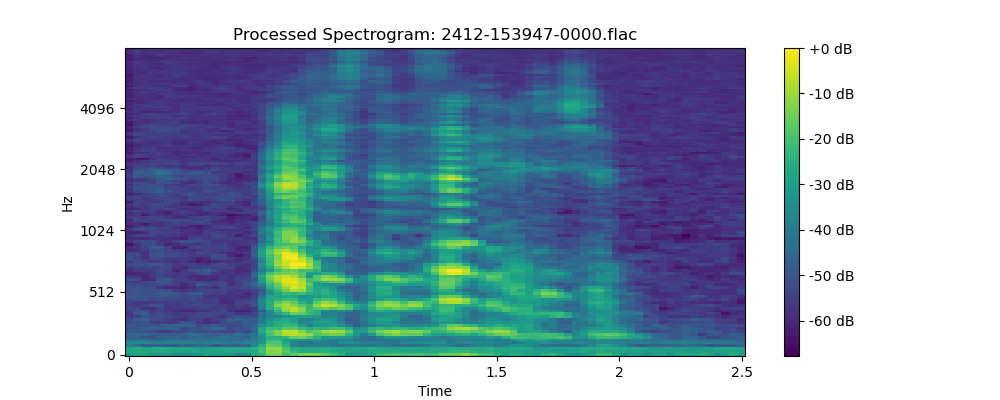 Processed Spectrogram: 2412-153947-0000.flac
+0 dB
-10 dB
-20 dB
-30 dB
-40 dB
-50 dB
-60 dB
4096
2048
1024
512
0
Hz
0
0.5
1
1.5
2
2.5
Time